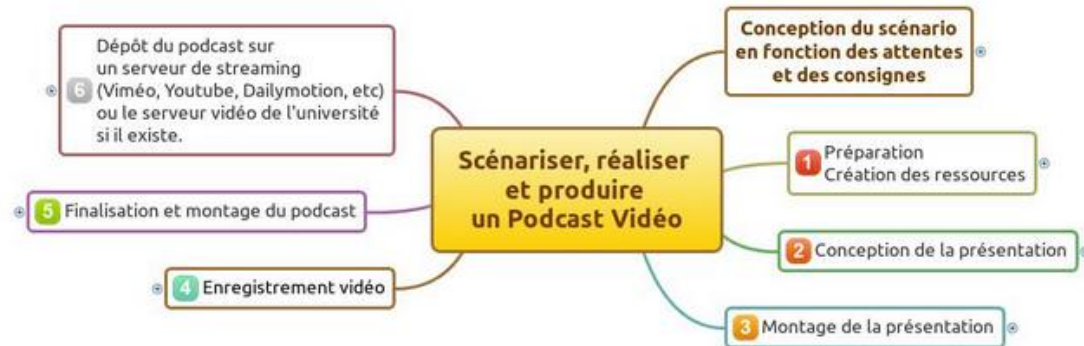 Scénariser, réaliser
et produire
un Podcast Vidéo
Conception du scénario
en fonction des attentes
et des consignes
1 Préparation
Création des ressources
2 Conception de la présentation
3 Montage de la présentation
4 Enregistrement vidéo
5 Finalisation et montage du podcast
Dépôt du podcast sur
un serveur de streaming
6 (Viméo, Youtube, Dailymotion, etc)
ou le serveur vidéo de l'université
si il existe.